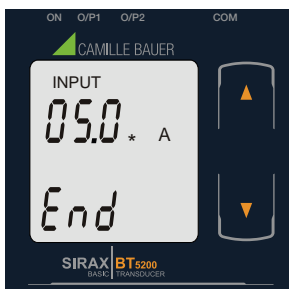 ON O/P1 O/P2 COM
CAMILLE BAUER
INPUT
05.0 * A
End
SIRAX BT5200
BASIC TRANSDUCER